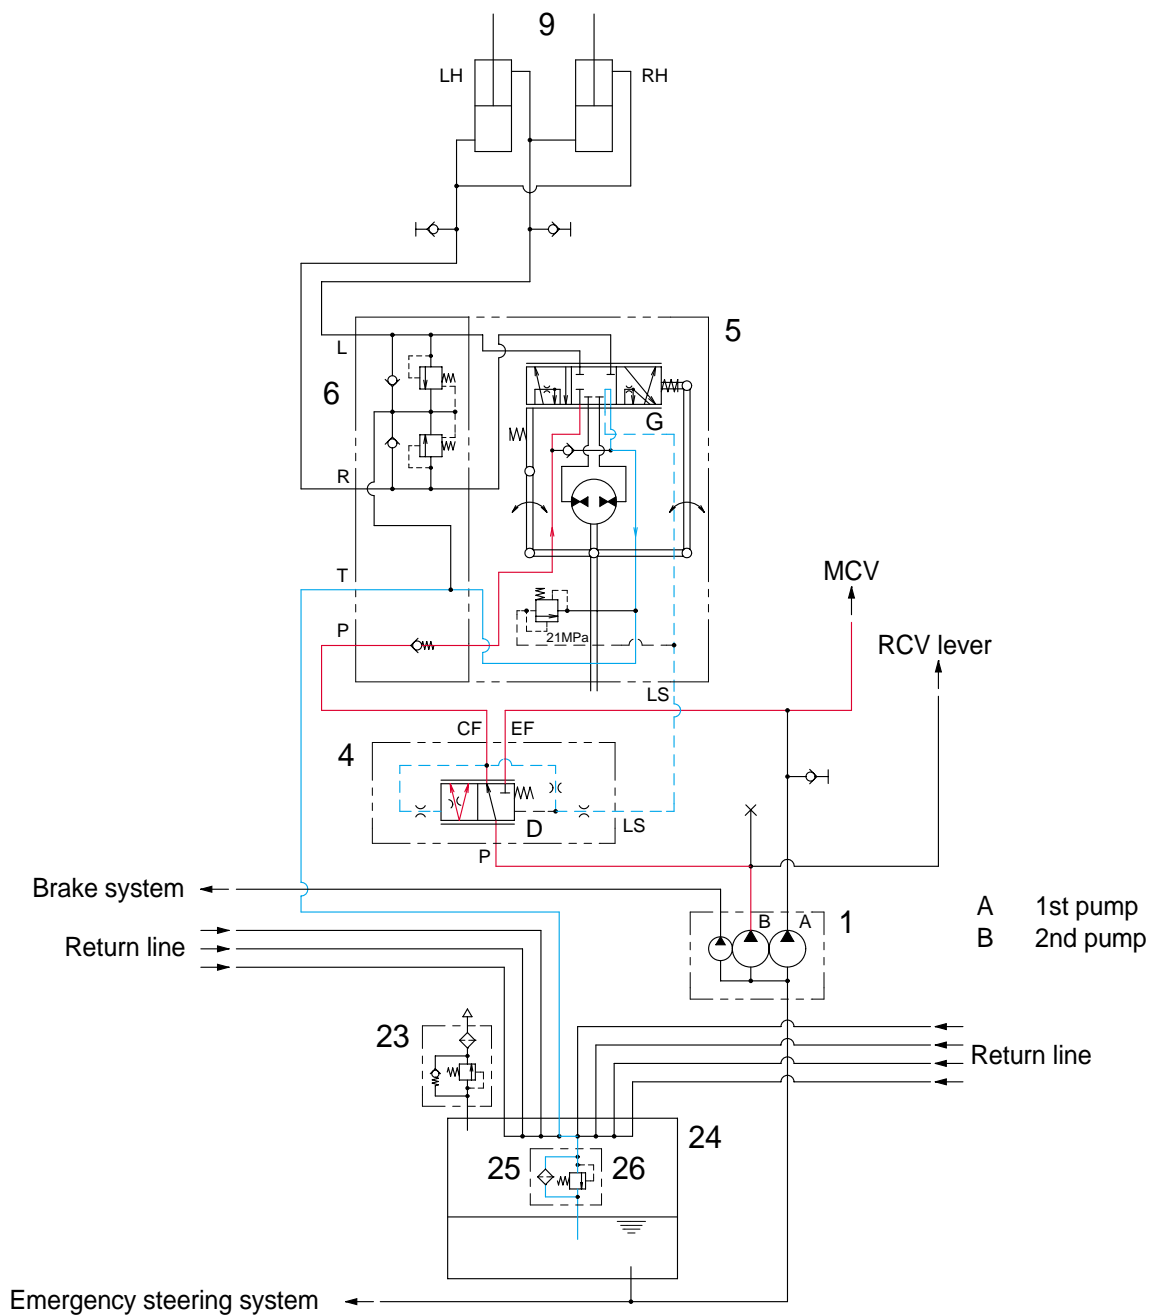 9
LH
RH
5
L
6
G
R
T
MCV
P
21MPa
RCV lever
LS
CF
EF
4
D
LS
P
Brake system
B
A
1
A 1st pump
B 2nd pump
Return line
23
Return line
24
25
26
Emergency steering system